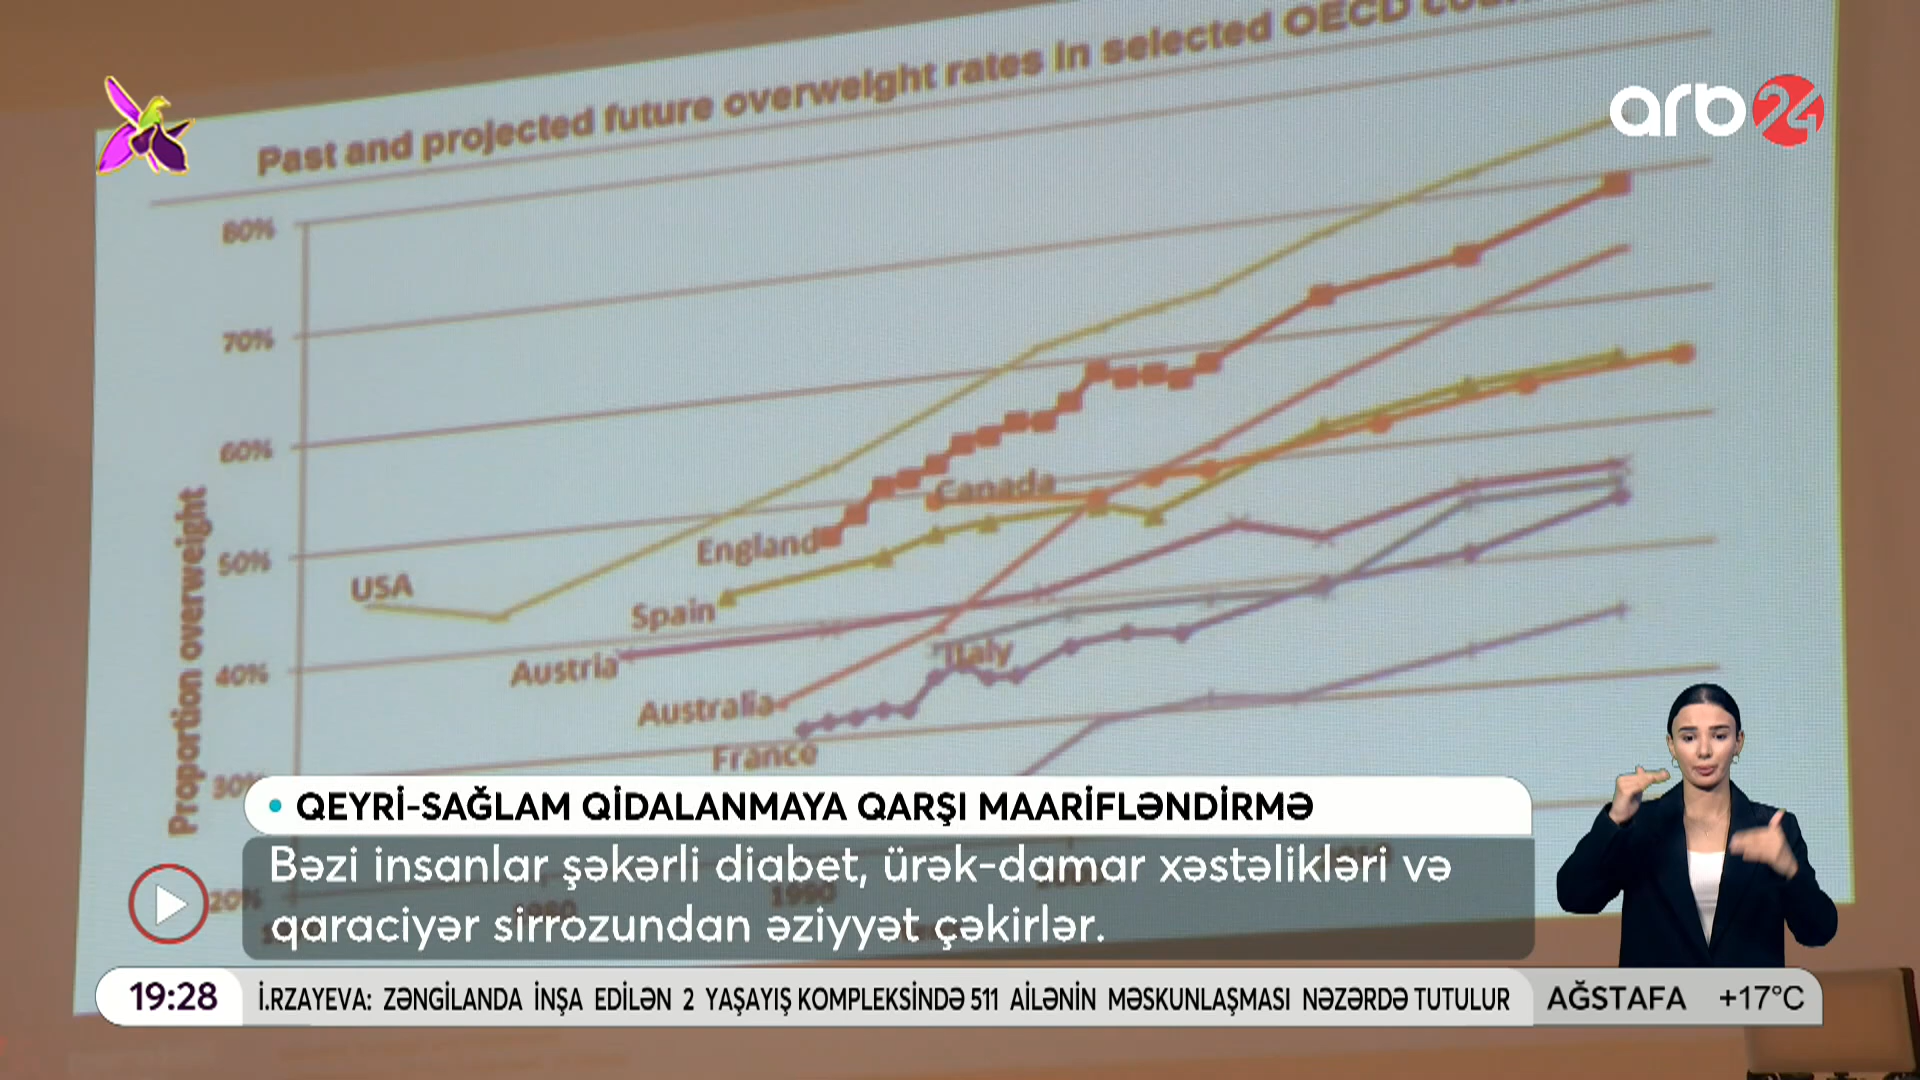 Past and projected future overweight rates in selected OECD
arb24
80%
70%
60%
50%
40%
30%
20%
Proportion overweight
USA
England
Canada
Spain
Austria
Italy
Australia
France
1990
• QEYRİ-SAĞLAM QİDALANMAYA QARŞI MAARİFLƏNDİRMƏ
Bəzi insanlar şəkərli diabet, ürək-damar xəstəlikləri və
qaraciyər sirrozundan əziyyət çəkirlər.
19:28 İ.RZAYEVA: ZƏNGİLANDA İNŞA EDİLƏN 2 YAŞAYIŞ KOMPLEKSİNDƏ 511 AİLƏNİN MƏSKUNLAŞMASI NƏZƏRDƏ TUTULUR AĞSTAFA +17°C